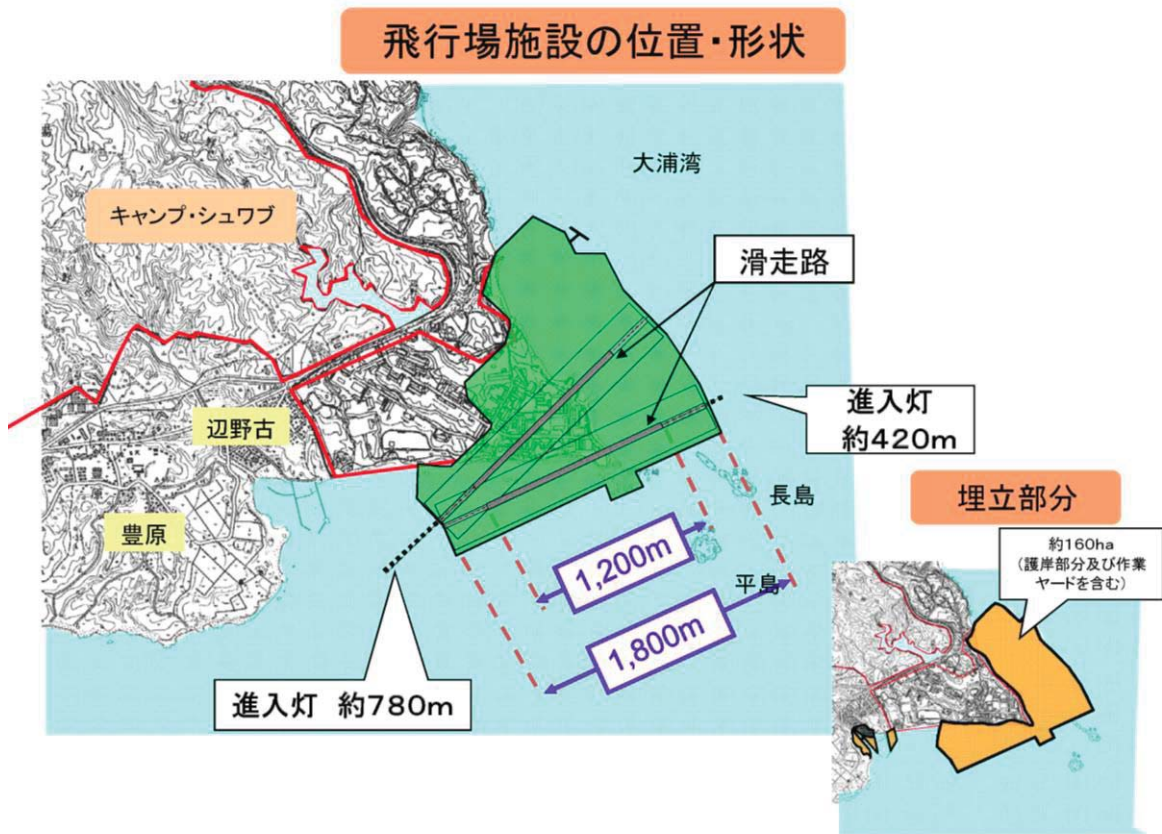 飛行場施設の位置・形状
大浦湾
キャンプ・シュワブ
滑走路
進入灯
約420m
辺野古
長島
豊原
1,200m
平島
1,800m
進入灯 約780m
埋立部分
約160ha
(護岸部分及び作業
ヤードを含む)